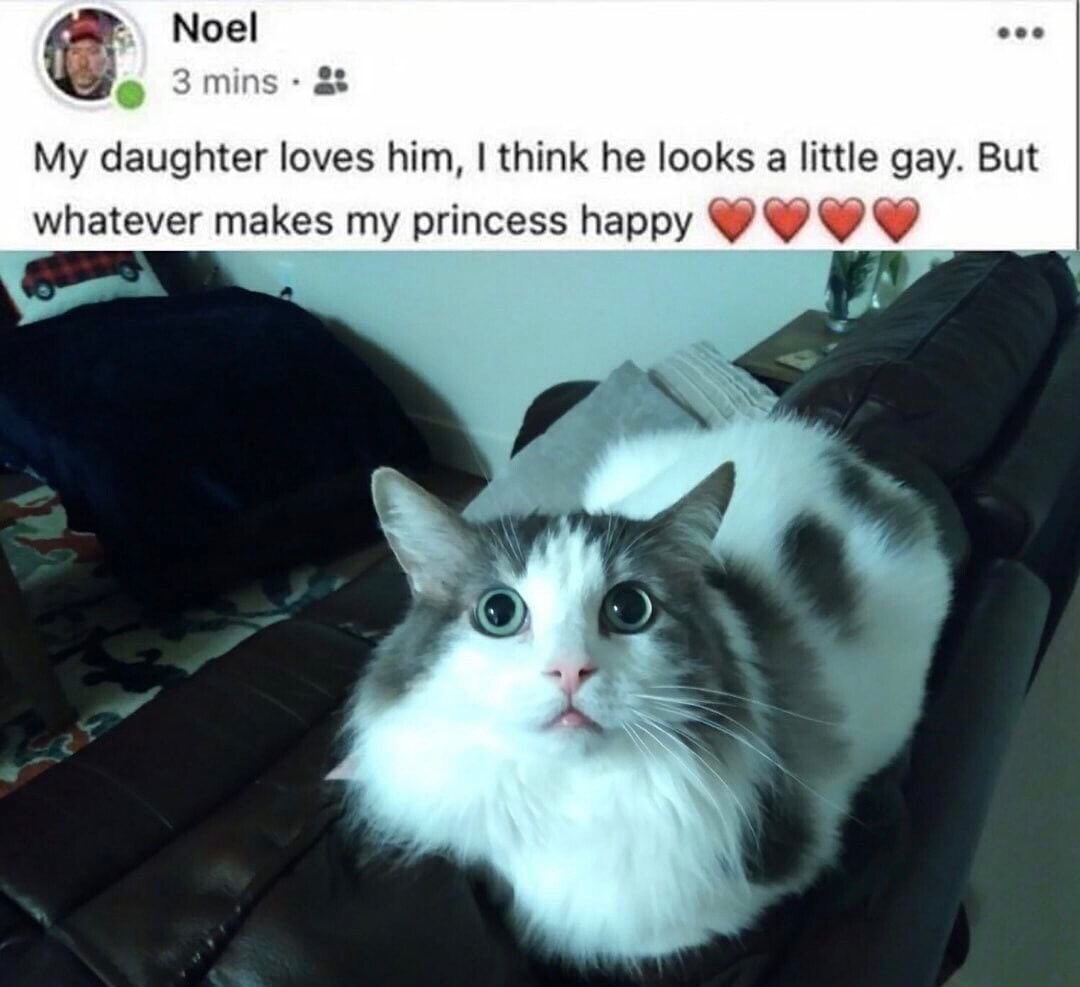 Noel
3 mins ·
My daughter loves him, I think he looks a little gay. But
whatever makes my princess happy ❤️❤️❤️❤️